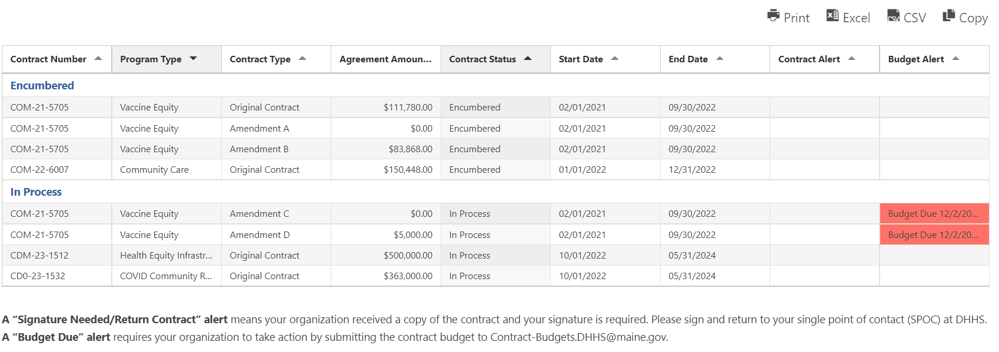 Print Excel CSV Copy
Contract Number Program Type Contract Type Agreement Amoun... Contract Status Start Date End Date Contract Alert Budget Alert
Encumbered
COM-21-5705 Vaccine Equity Original Contract $111,780.00 Encumbered 02/01/2021 09/30/2022
COM-21-5705 Vaccine Equity Amendment A $0.00 Encumbered 02/01/2021 09/30/2022
COM-21-5705 Vaccine Equity Amendment B $83,868.00 Encumbered 02/01/2021 09/30/2022
COM-22-6007 Community Care Original Contract $150,448.00 Encumbered 01/01/2022 12/31/2022
In Process
COM-21-5705 Vaccine Equity Amendment C $0.00 In Process 02/01/2021 09/30/2022 Budget Due 12/2/20...
COM-21-5705 Vaccine Equity Amendment D $5,000.00 In Process 02/01/2021 09/30/2022 Budget Due 12/2/20...
CDM-23-1512 Health Equity Infrastr... Original Contract $500,000.00 In Process 10/01/2022 05/31/2024
CD0-23-1532 COVID Community R... Original Contract $363,000.00 In Process 10/01/2022 05/31/2024
A “Signature Needed/Return Contract” alert means your organization received a copy of the contract and your signature is required. Please sign and return to your single point of contact (SPOC) at DHHS.
A “Budget Due” alert requires your organization to take action by submitting the contract budget to Contract-Budgets.DHHS@maine.gov.